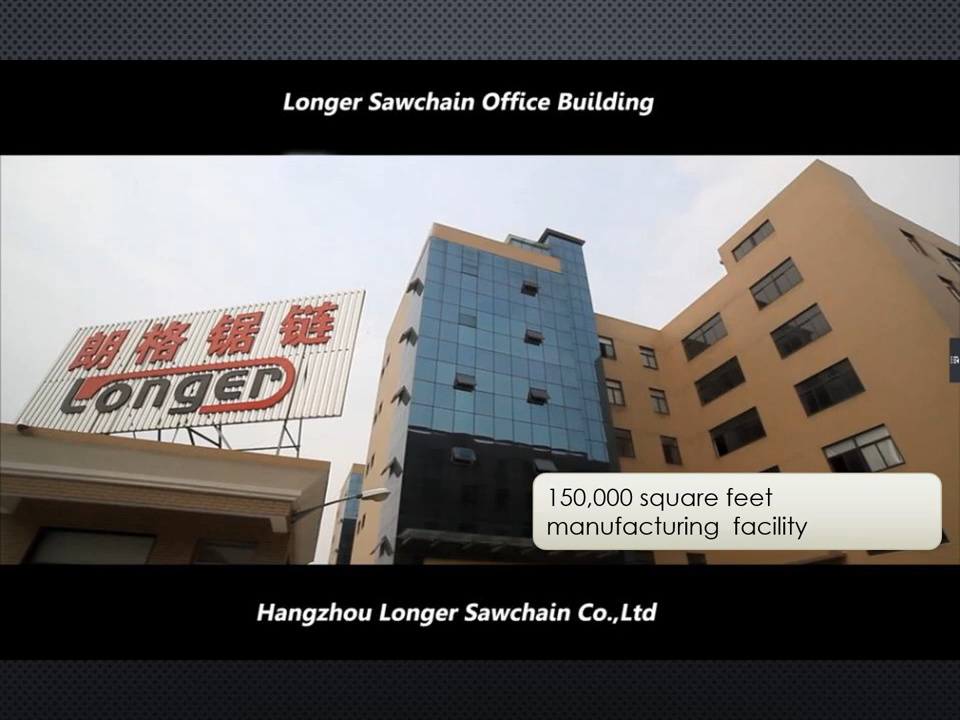 Longer Sawchain Office Building
朗格锯链
Longer
150,000 square feet
manufacturing facility
Hangzhou Longer Sawchain Co.,Ltd